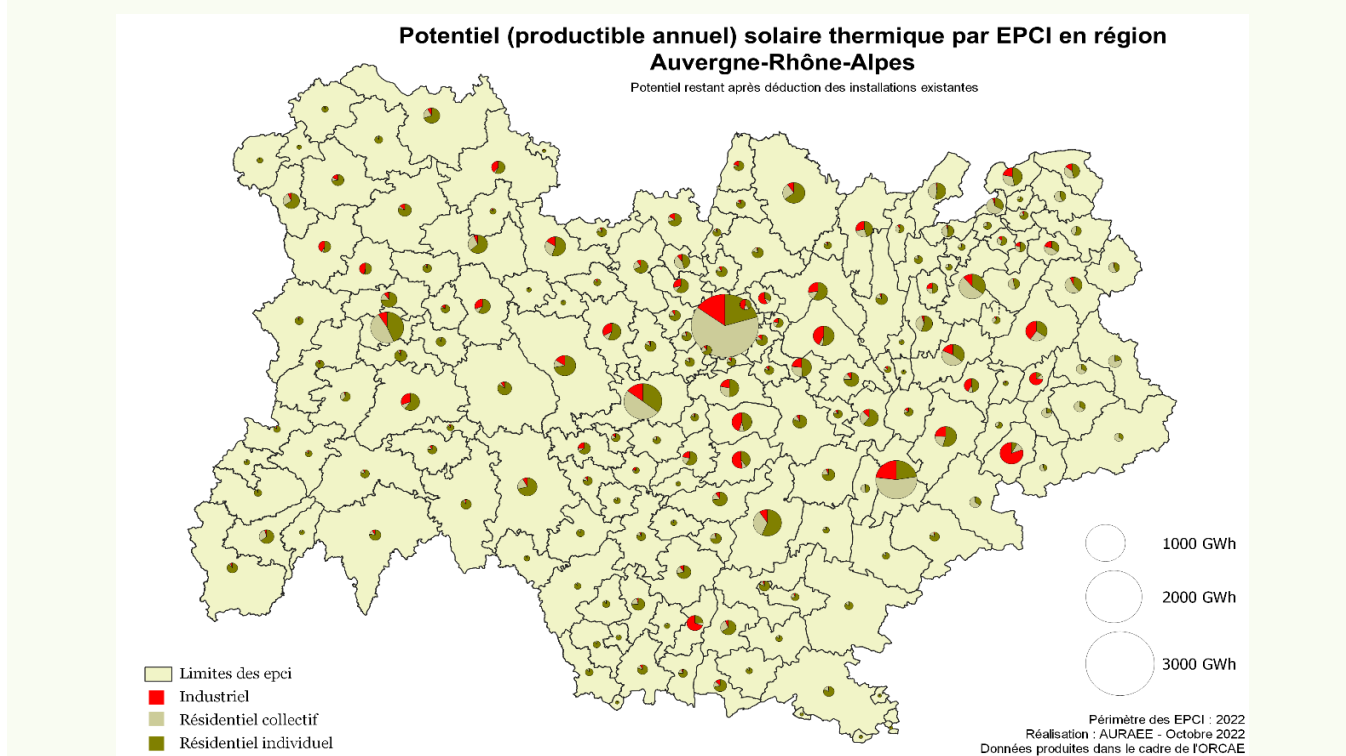 Potentiel (productible annuel) solaire thermique par EPCI en région
Auvergne-Rhône-Alpes
Potentiel restant après déduction des installations existantes
1000 GWh
2000 GWh
3000 GWh
Limites des epci
Industriel
Résidentiel collectif
Résidentiel individuel
Périmètre des EPCI : 2022
Réalisation : AURAEE - Octobre 2022
Données produites dans le cadre de l'ORCAE